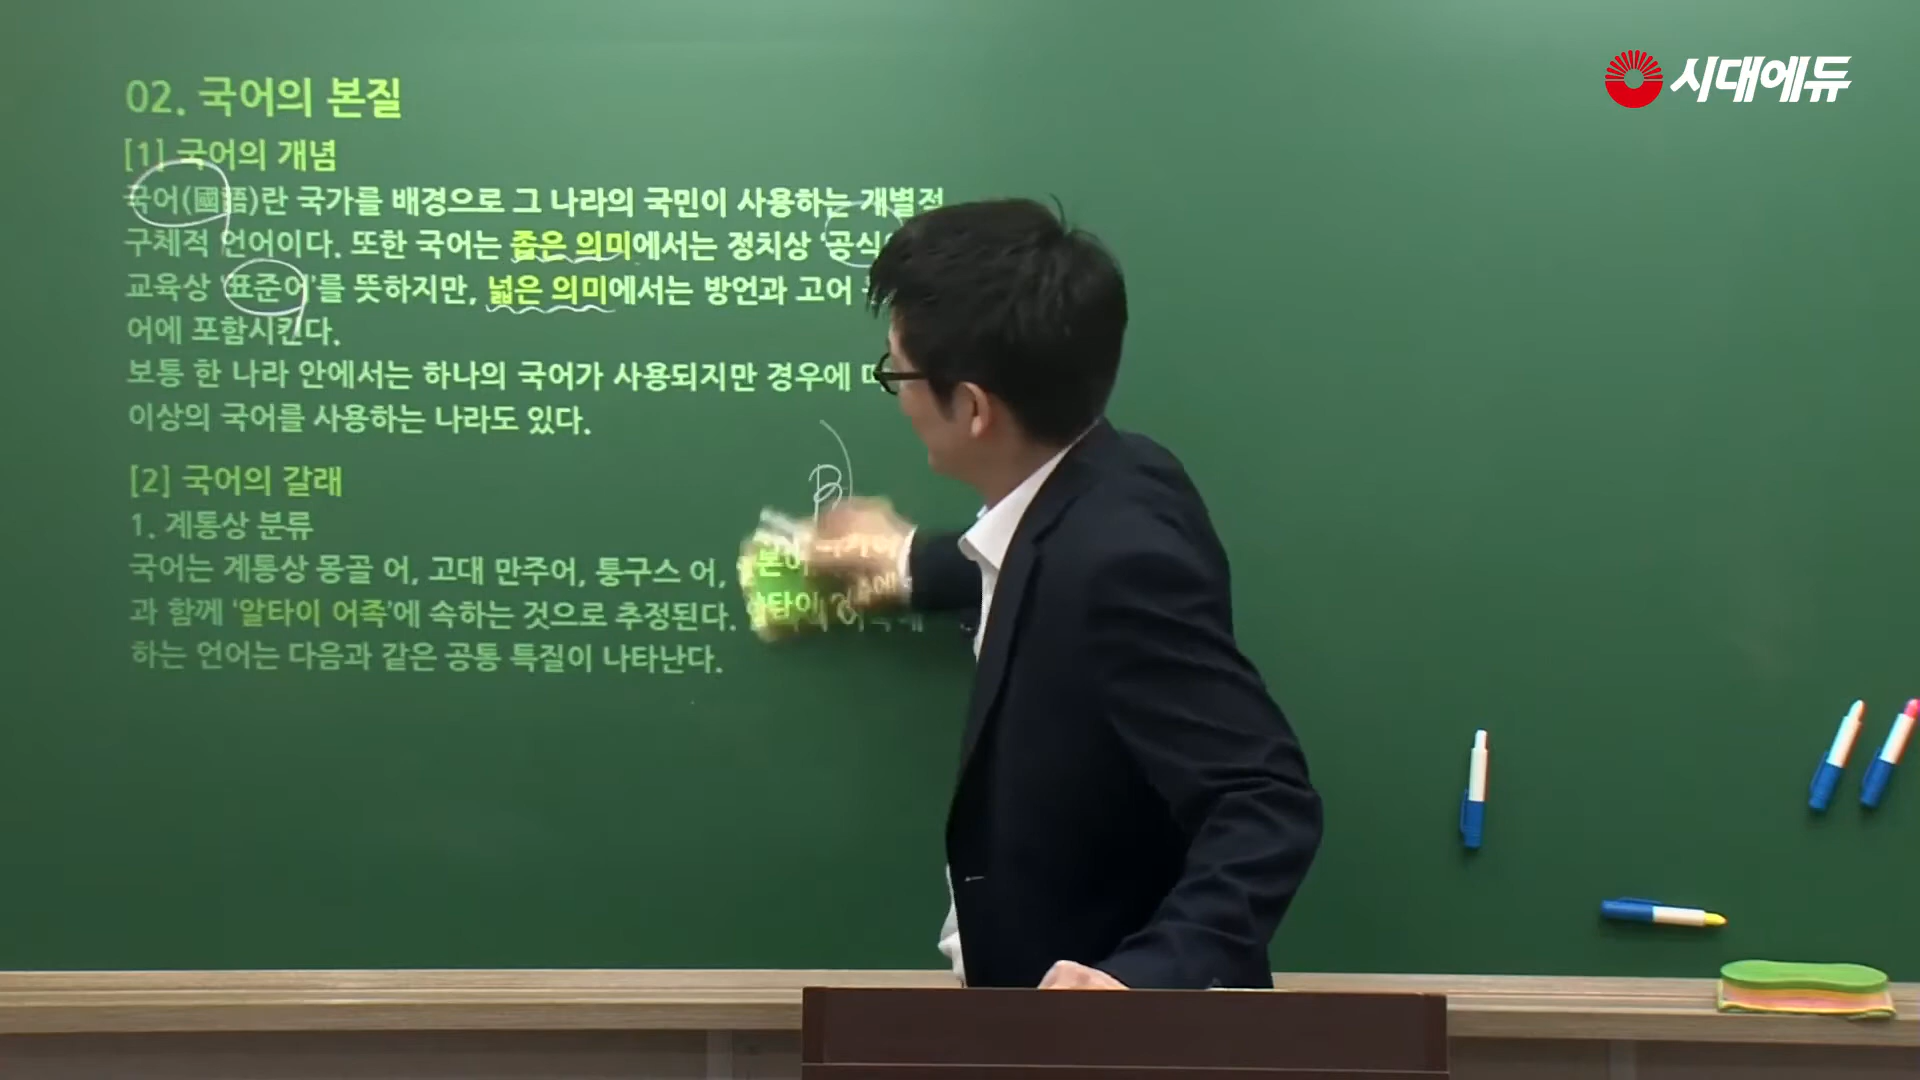 시대에듀
02. 국어의 본질
[1] 국어의 개념
국어(國語)란 국가를 배경으로 그 나라의 국민이 사용하는 개별적
구체적 언어이다. 또한 국어는 좁은 의미에서는 정치상 ‘공식
교육상 ‘표준어’를 뜻하지만, 넓은 의미에서는 방언과 고어
어에 포함시킨다.
보통 한 나라 안에서는 하나의 국어가 사용되지만 경우에
이상의 국어를 사용하는 나라도 있다.
B
[2] 국어의 갈래
1. 계통상 분류
국어는 계통상 몽골 어, 고대 만주어, 퉁구스 어,
과 함께 ‘알타이 어족’에 속하는 것으로 추정된다.
하는 언어는 다음과 같은 공통 특질이 나타난다.